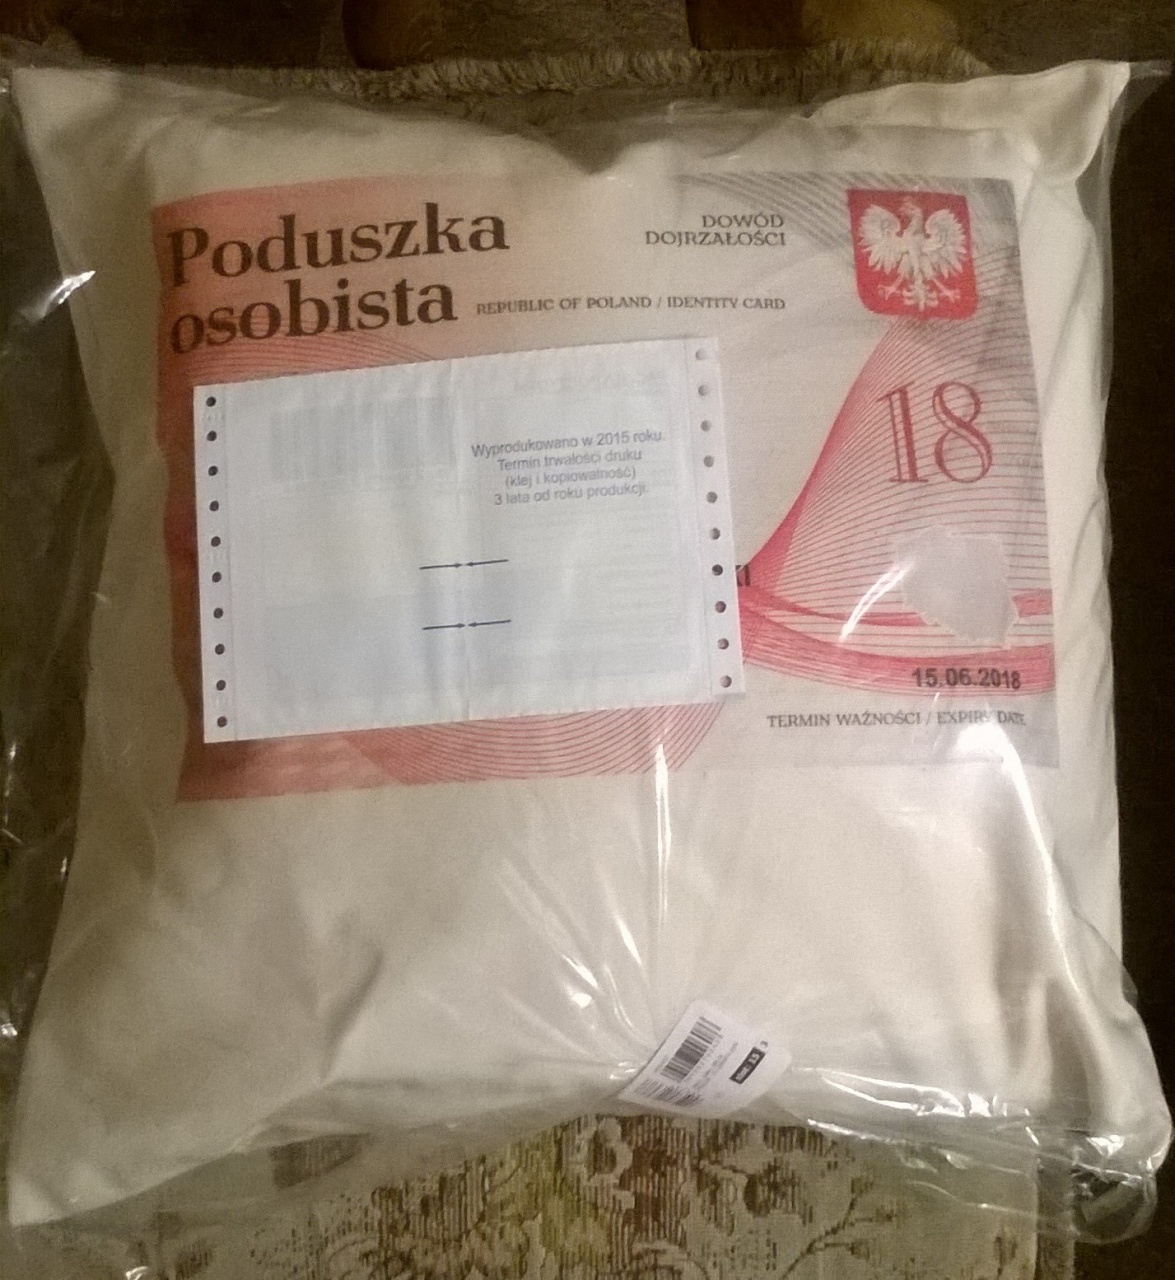 Poduszka
osobista
DOWÓD
DOJRZAŁOŚCI
REPUBLIC OF POLAND / IDENTITY CARD
18
Wyprodukowano w 2015 roku.
Termin trwałości druku
(klej i kopiowalność)
3 lata od roku produkcji.
KI
15.06.2018
TERMIN WAŻNOŚCI / EXPIRY DATE